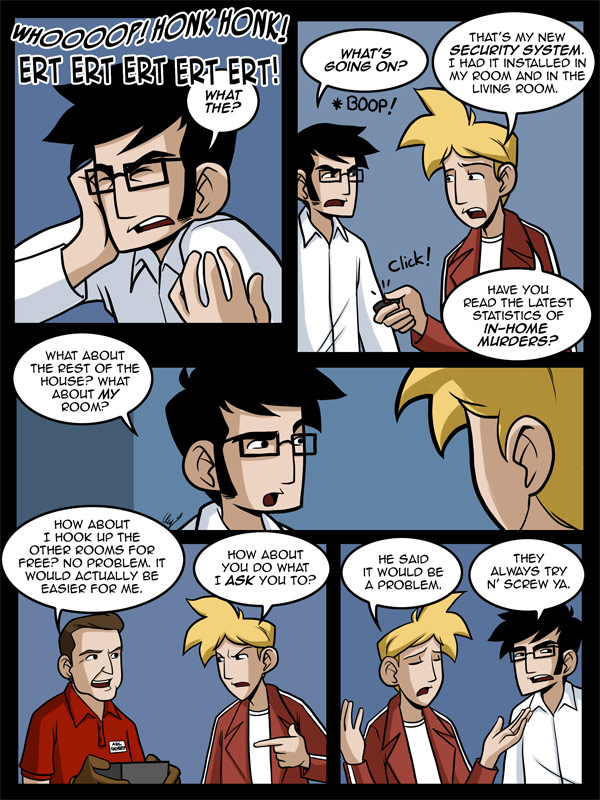 WHOOOOP! HONK HONK!
ERT ERT ERT ERT-ERT!
WHAT
THE?
WHAT'S
GOING ON?
*BOOP!
THAT'S MY NEW
SECURITY SYSTEM.
I HAD IT INSTALLED IN
MY ROOM AND IN THE
LIVING ROOM.
Click!
HAVE YOU
READ THE LATEST
STATISTICS OF
IN-HOME
MURDERS?
WHAT ABOUT
THE REST OF THE
HOUSE? WHAT
ABOUT MY
ROOM?
HOW ABOUT
I HOOK UP THE
OTHER ROOMS FOR
FREE? NO PROBLEM. IT
WOULD ACTUALLY BE
EASIER FOR ME.
HOW ABOUT
YOU DO WHAT
I ASK YOU TO?
ABC
HE SAID
IT WOULD BE
A PROBLEM.
THEY
ALWAYS TRY
N' SCREW YA.